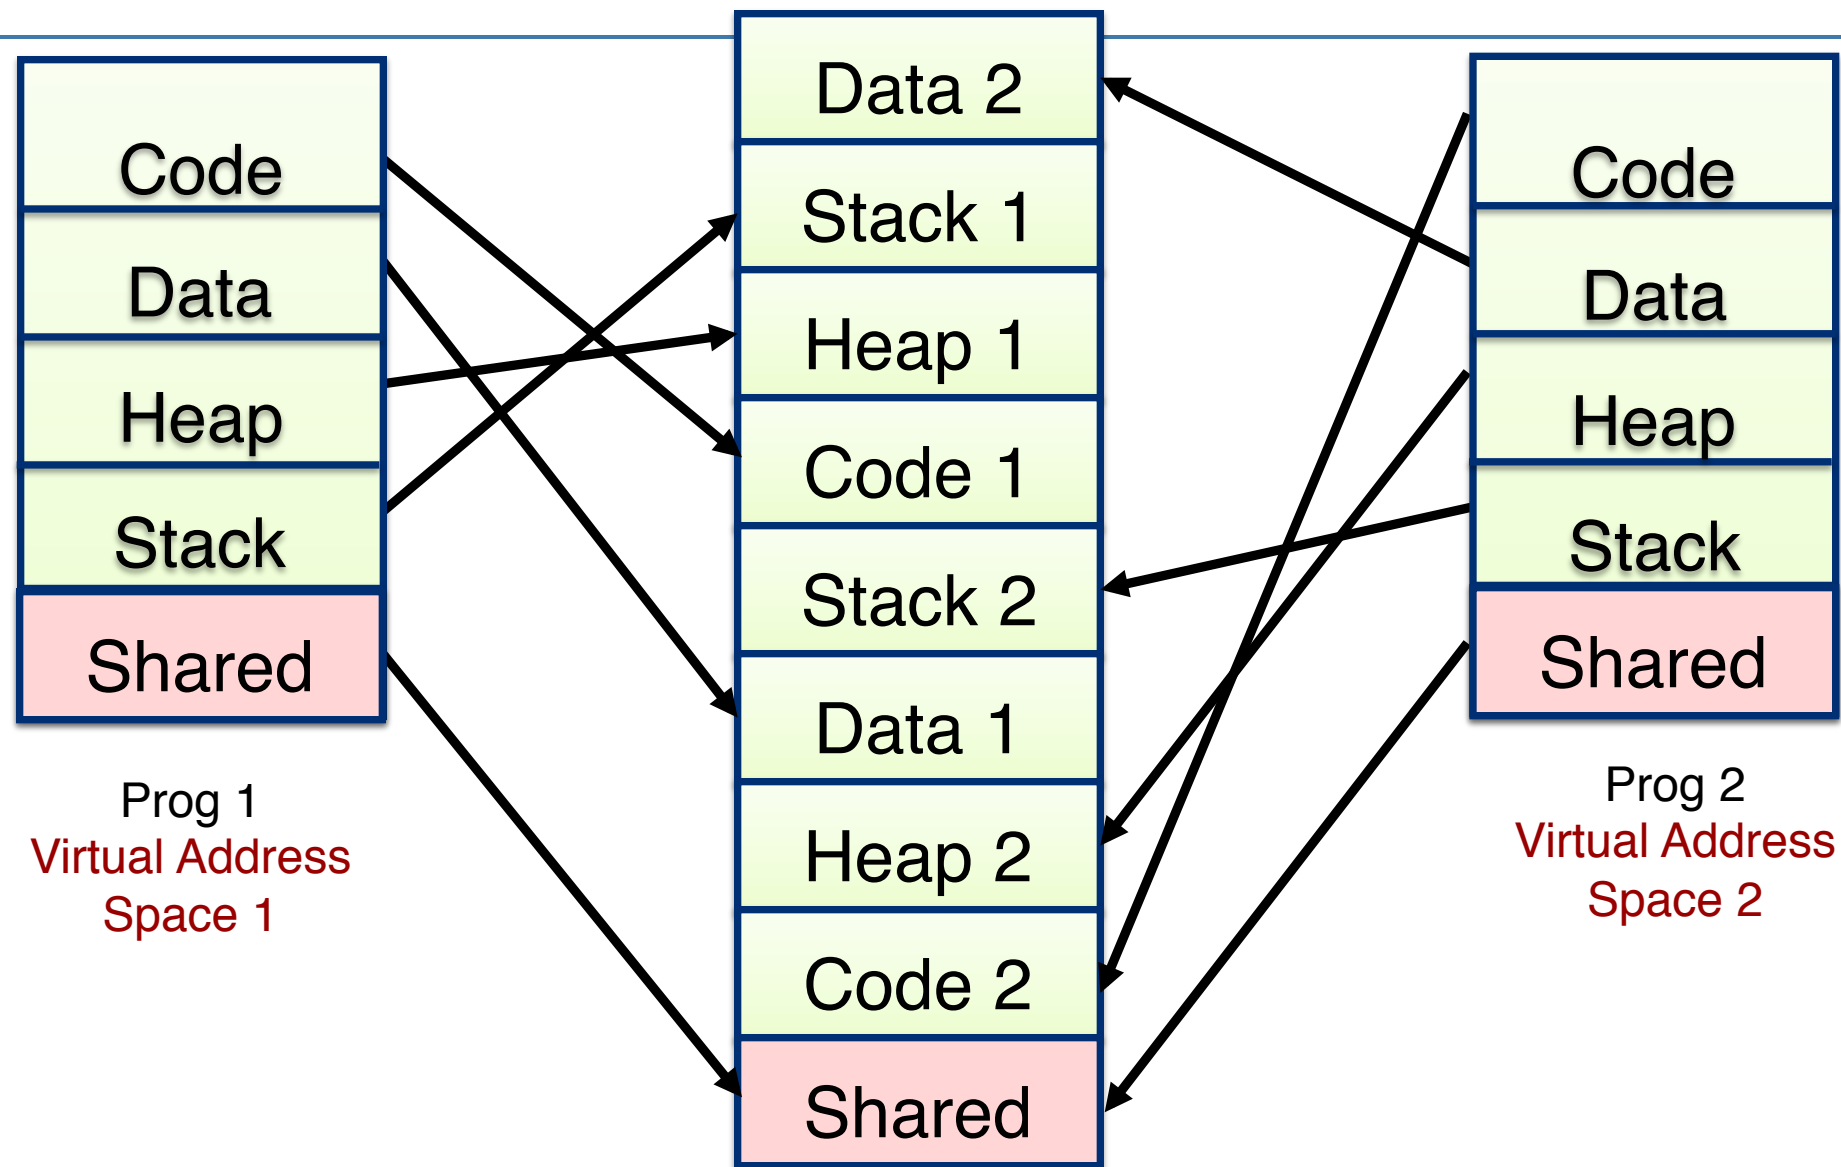 Code
Data
Heap
Stack
Shared
Prog 1
Virtual Address
Space 1
Data 2
Stack 1
Heap 1
Code 1
Stack 2
Data 1
Heap 2
Code 2
Shared
Code
Data
Heap
Stack
Shared
Prog 2
Virtual Address
Space 2